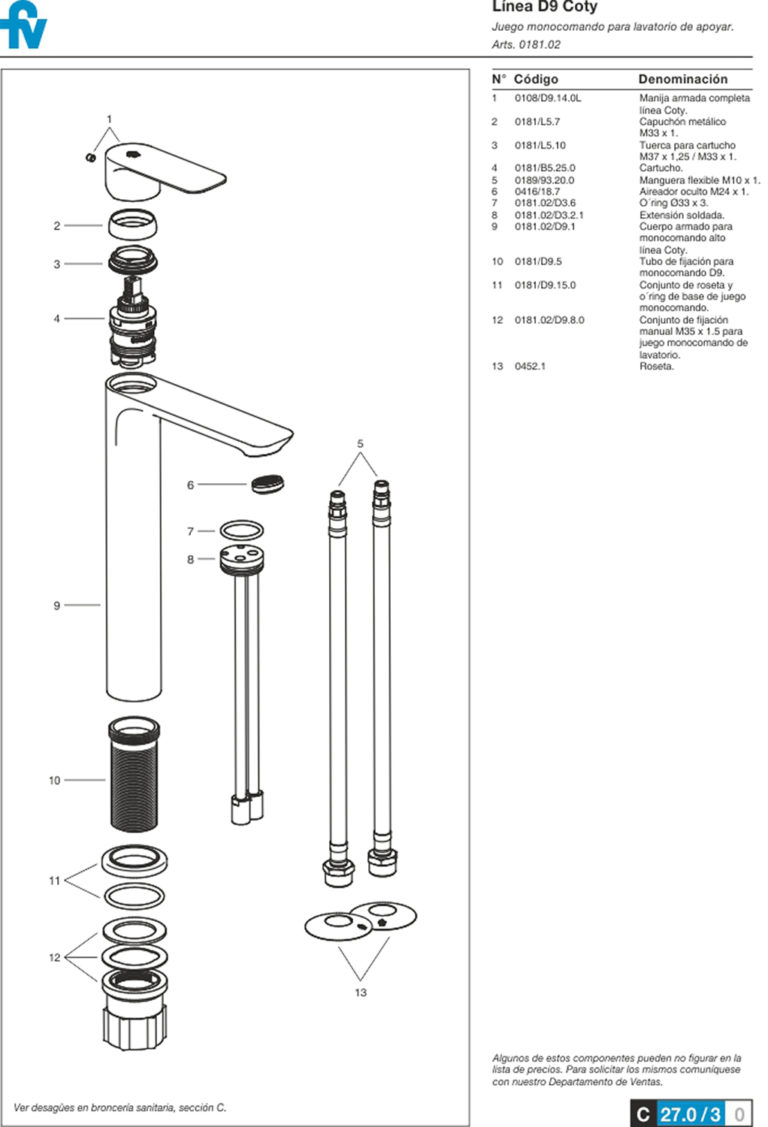 fv
Línea D9 Coty
Juego monocomando para lavatorio de apoyar.
Arts. 0181.02
N° Código Denominación
1 0108/D9.14.0L Manija armada completa
línea Coty.
2 0181/L5.7 Capuchón metálico
M33 x 1.
3 0181/L5.10 Tuerca para cartucho
M37 x 1,25 / M33 x 1.
4 0181/B5.25.0 Cartucho.
5 0189/93.20.0 Manguera flexible M10 x 1.
6 0416/18.7 Aireador oculto M24 x 1.
7 0181.02/D3.6 O´ring Ø33 x 3.
8 0181.02/D3.2.1 Extensión soldada.
9 0181.02/D9.1 Cuerpo armado para
monocomando alto
línea Coty.
10 0181/D9.5 Tubo de fijación para
monocomando D9.
11 0181/D9.15.0 Conjunto de roseta y
o´ring de base de juego
monocomando.
12 0181.02/D9.8.0 Conjunto de fijación
manual M35 x 1.5 para
juego monocomando de
lavatorio.
13 0452.1 Roseta.
1
2
3
4
5
6
7
8
9
10
11
12
13
Algunos de estos componentes pueden no figurar en la
lista de precios. Para solicitar los mismos comuníquese
con nuestro Departamento de Ventas.
Ver desagües en broncería sanitaria, sección C.
C 27.0 / 3 0